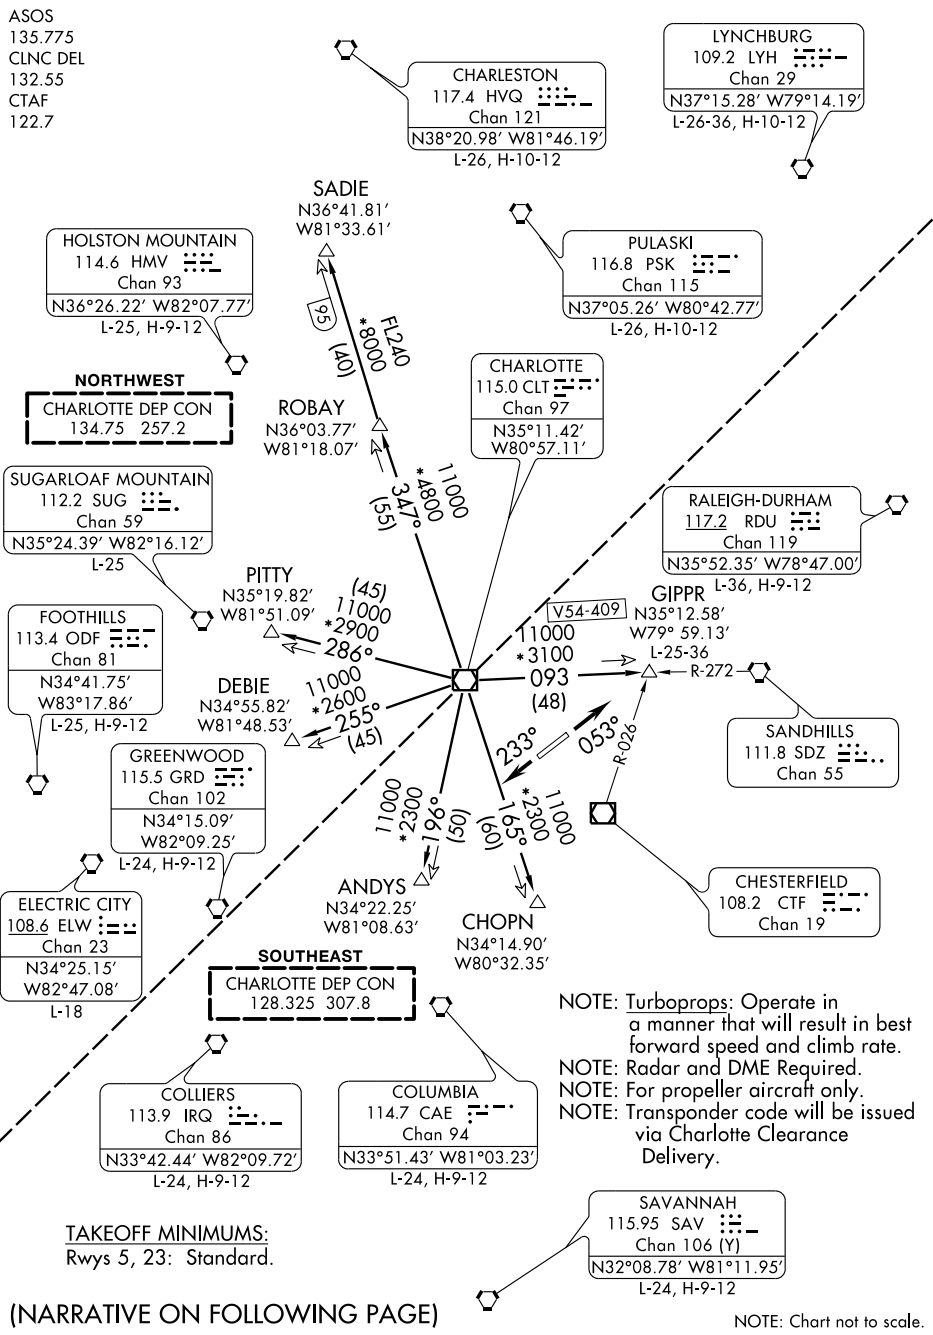 ASOS
135.775
CLNC DEL
132.55
CTAF
122.7
CHARLESTON
117.4 HVQ
Chan 121
N38°20.98' W81°46.19'
L-26, H-10-12
LYNCHBURG
109.2 LYH
Chan 29
N37°15.28' W79°14.19'
L-26-36, H-10-12
SADIE
N36°41.81'
W81°33.61'
HOLSTON MOUNTAIN
114.6 HMV
Chan 93
N36°26.22' W82°07.77'
L-25, H-9-12
PULASKI
116.8 PSK
Chan 115
N37°05.26' W80°42.77'
L-26, H-10-12
95
FL240
*8000
(40)
NORTHWEST
CHARLOTTE DEP CON
134.75 257.2
ROBAY
N36°03.77'
W81°18.07'
CHARLOTTE
115.0 CLT
Chan 97
N35°11.42'
W80°57.11'
11000
*4800
347°
(55)
SUGARLOAF MOUNTAIN
112.2 SUG
Chan 59
N35°24.39' W82°16.12'
L-25
RALEIGH-DURHAM
117.2 RDU
Chan 119
N35°52.35' W78°47.00'
L-36, H-9-12
PITTY
N35°19.82'
W81°51.09'
(45)
11000
*2900
286°
FOOTHILLS
113.4 ODF
Chan 81
N34°41.75'
W83°17.86'
L-25, H-9-12
GIPPR
N35°12.58'
W79° 59.13'
L-25-36
V54-409
11000
*3100
093
(48)
R-272
DEBIE
N34°55.82'
W81°48.53'
11000
*2600
255°
(45)
SANDHILLS
111.8 SDZ
Chan 55
233°
053°
R-026
GREENWOOD
115.5 GRD
Chan 102
N34°15.09'
W82°09.25'
L-24, H-9-12
11000
*2300
196°
(50)
11000
*2300
165°
(60)
ANDYS
N34°22.25'
W81°08.63'
CHOPN
N34°14.90'
W80°32.35'
CHESTERFIELD
108.2 CTF
Chan 19
ELECTRIC CITY
108.6 ELW
Chan 23
N34°25.15'
W82°47.08'
L-18
SOUTHEAST
CHARLOTTE DEP CON
128.325 307.8
NOTE: Turboprops: Operate in
a manner that will result in best
forward speed and climb rate.
NOTE: Radar and DME Required.
NOTE: For propeller aircraft only.
NOTE: Transponder code will be issued
via Charlotte Clearance
Delivery.
COLLIERS
113.9 IRQ
Chan 86
N33°42.44' W82°09.72'
L-24, H-9-12
COLUMBIA
114.7 CAE
Chan 94
N33°51.43' W81°03.23'
L-24, H-9-12
SAVANNAH
115.95 SAV
Chan 106 (Y)
N32°08.78' W81°11.95'
L-24, H-9-12
TAKEOFF MINIMUMS:
Rwys 5, 23: Standard.
(NARRATIVE ON FOLLOWING PAGE)
NOTE: Chart not to scale.